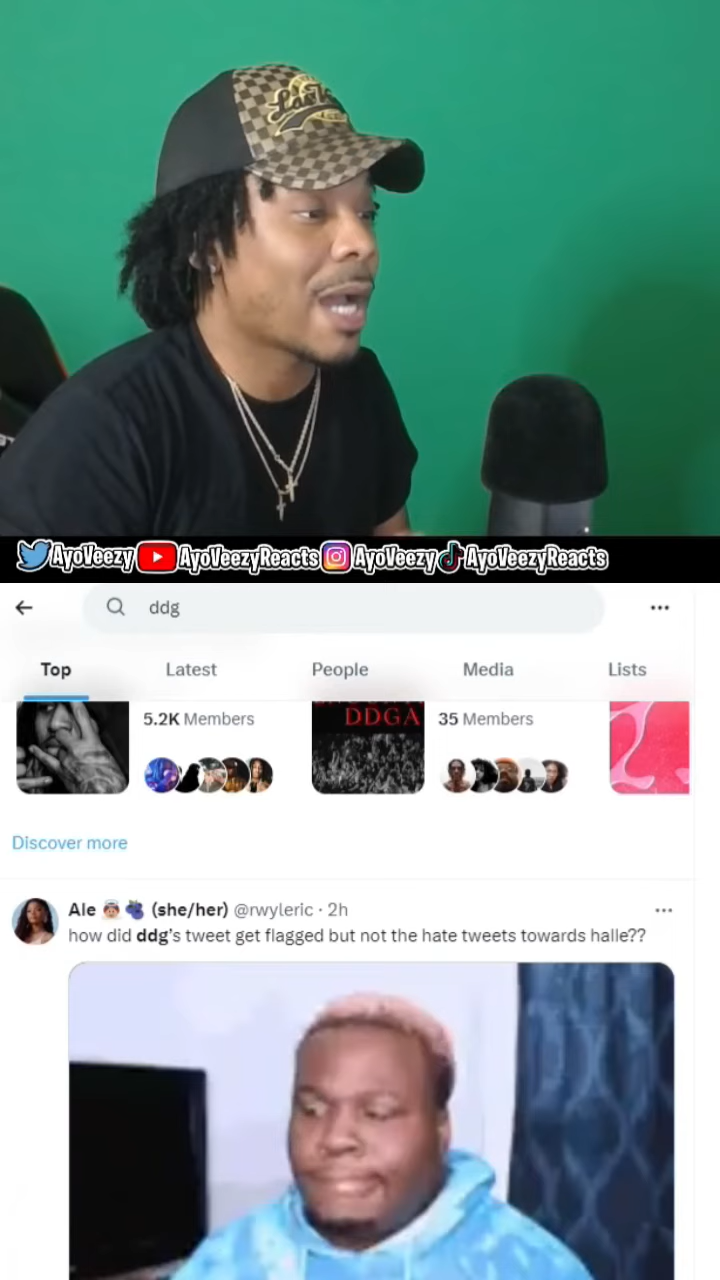 AyoVeezy AyoVeezyReacts AyoVeezy AyoVeezyReacts
ddg
Top Latest People Media Lists
DDGA
5.2K Members 35 Members
Discover more
Ale (she/her) @rwyleric · 2h
how did ddg's tweet get flagged but not the hate tweets towards halle??